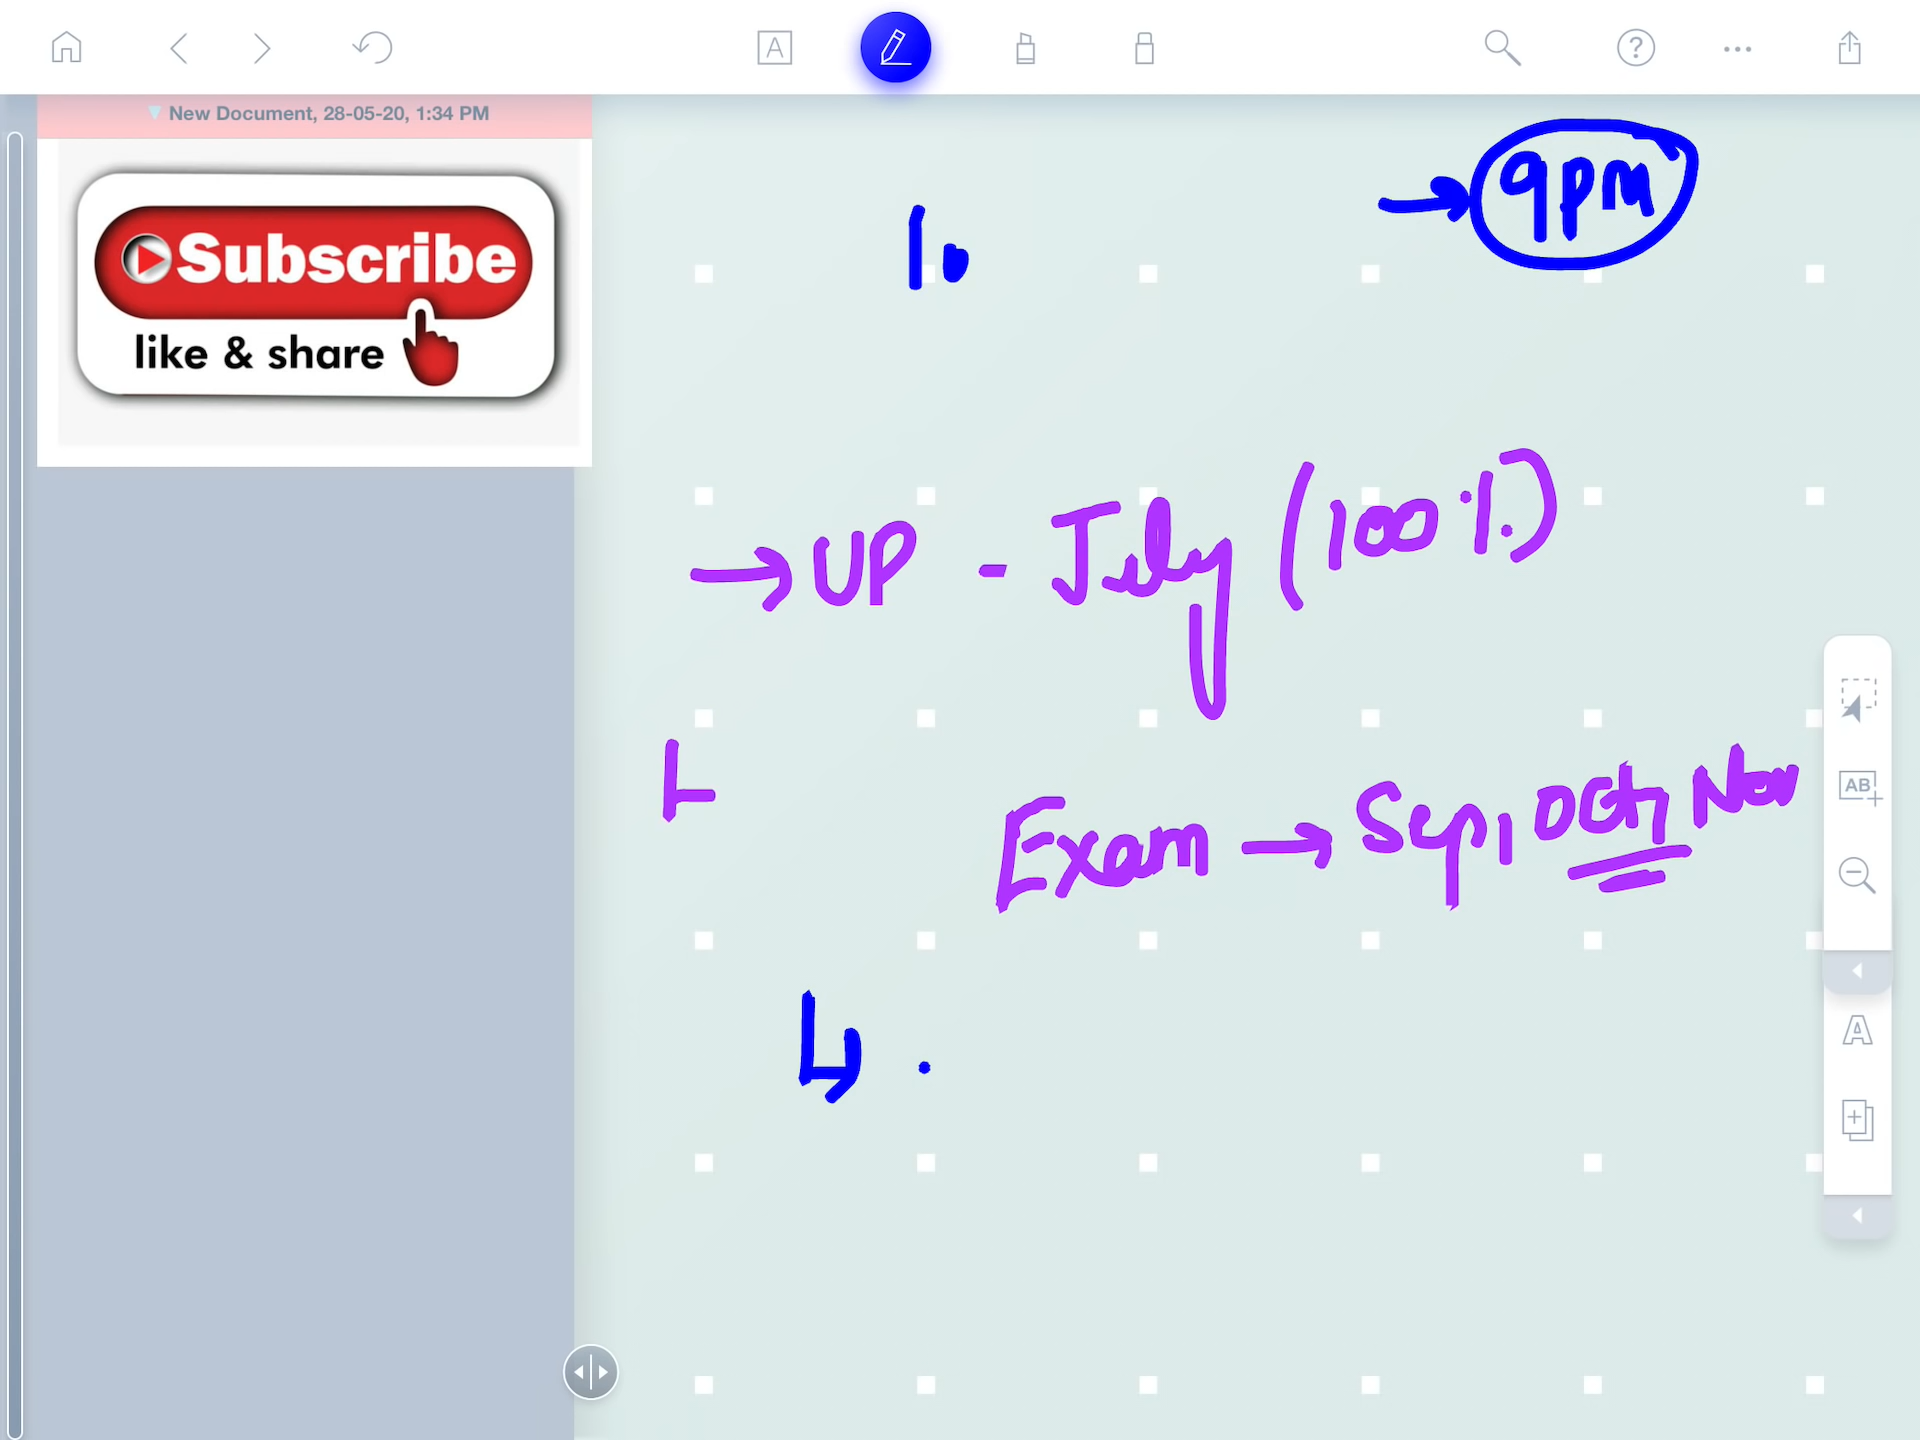 New Document, 28-05-20, 1:34 PM
Subscribe
like & share
→ 9pm
1.
→ UP - July (100%)
Exam → Sep, Oct, Nov